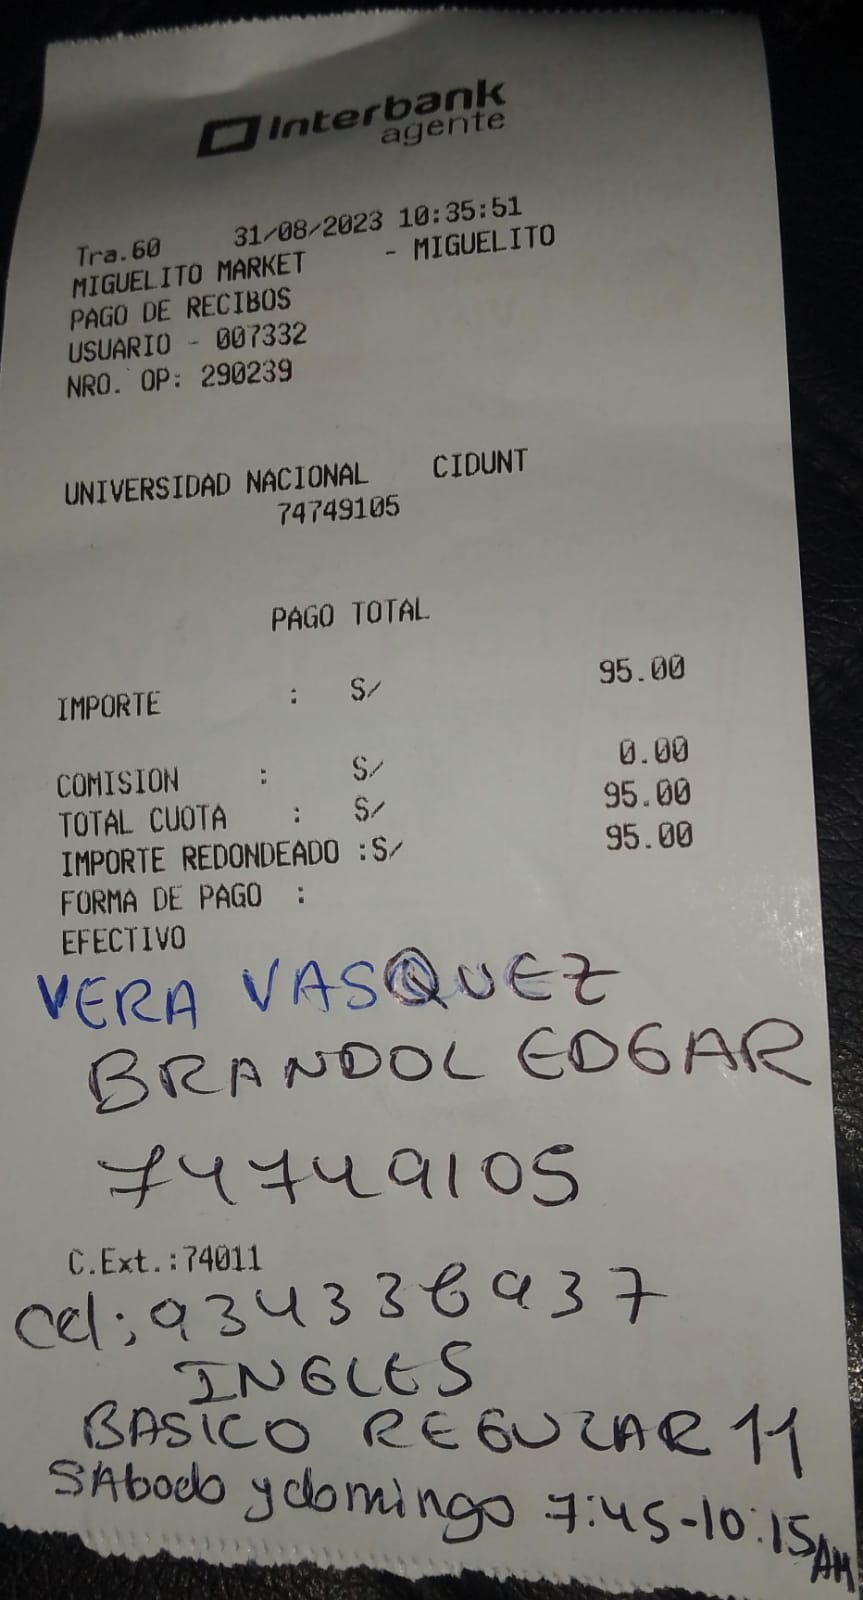 Interbank
agente
Tra.60 31/08/2023 10:35:51
MIGUELITO MARKET - MIGUELITO
PAGO DE RECIBOS
USUARIO - 007332
NRO. OP: 290239
UNIVERSIDAD NACIONAL CIDUNT
74749105
PAGO TOTAL
IMPORTE : S/ 95.00
COMISION : S/ 0.00
TOTAL CUOTA : S/ 95.00
IMPORTE REDONDEADO :S/ 95.00
FORMA DE PAGO :
EFECTIVO
VERA VASQUEZ
BRANDOL EDGAR
74749105
C.Ext.:74011
Cel: 934336937
INGLES
BASICO REGULAR 11
SAbado y domingo 7:45-10:15 AM